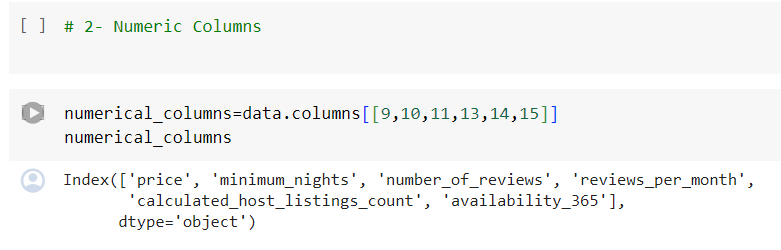 [ ] # 2- Numeric Columns
numerical_columns=data.columns[[9,10,11,13,14,15]]
numerical_columns
Index(['price', 'minimum_nights', 'number_of_reviews', 'reviews_per_month',
'calculated_host_listings_count', 'availability_365'],
dtype='object')